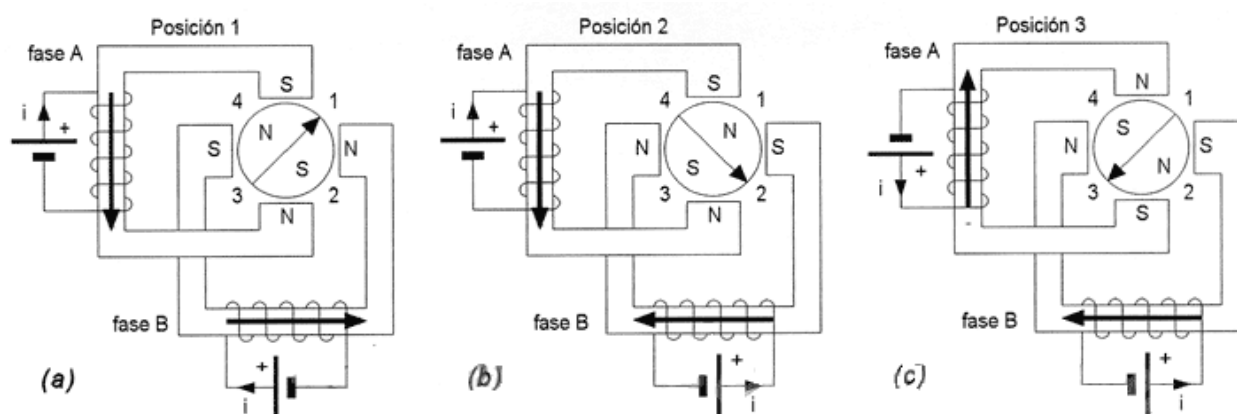 Posición 1
fase A
i
+
S
4
1
N
S
N
S
3
2
N
fase B
+
i
(a)
Posición 2
fase A
i
+
S
4
1
N
N
S
S
3
2
N
fase B
+
i
(b)
Posición 3
fase A
+
i
N
4
1
S
N
S
N
3
2
S
-
fase B
+
i
(c)